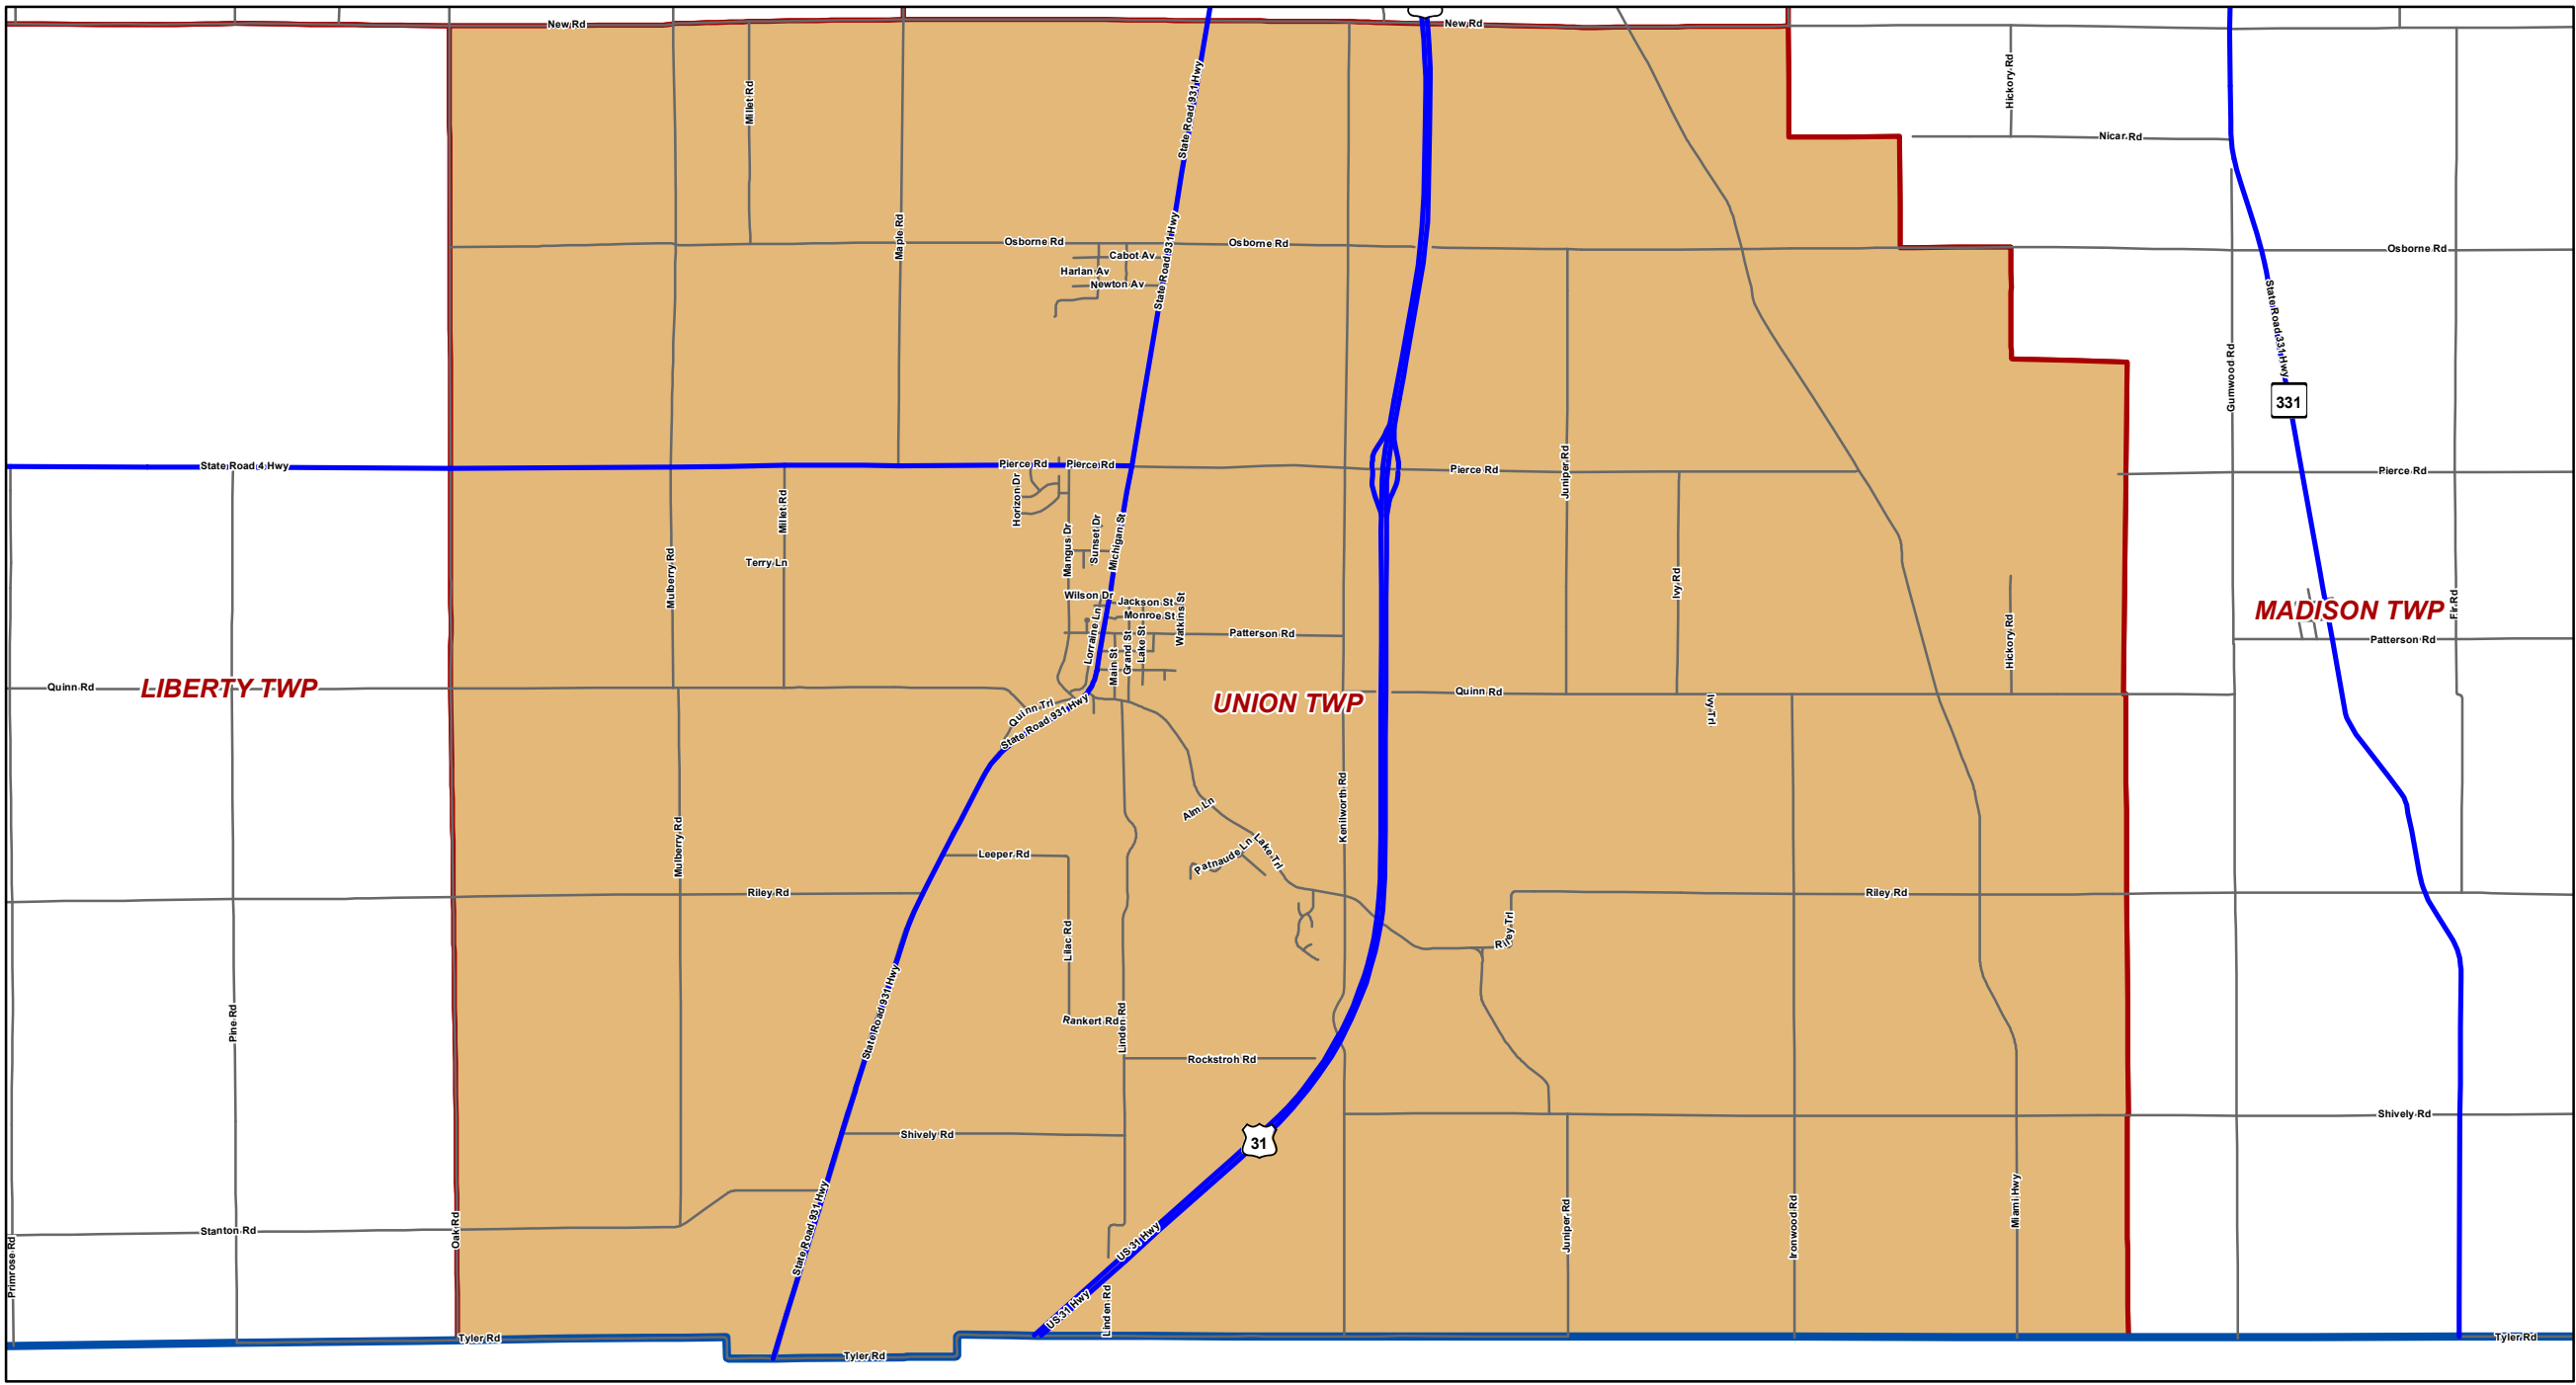 New Rd
New Rd
Millet Rd
State Road 931 Hwy
Hickory Rd
Nicar Rd
Maple Rd
State Road 931 Hwy
Osborne Rd
Osborne Rd
Osborne Rd
Cabot Av
Harlan Av
Newton Av
State Road 331 Hwy
331
Gumwood Rd
State Road 4 Hwy
Pierce Rd
Pierce Rd
Pierce Rd
Pierce Rd
Juniper Rd
Horizon Dr
Millet Rd
Mangus Dr
Sunset Dr
Michigan St
Mulberry Rd
Terry Ln
Ivy Rd
Wilson Dr
Jackson St
Monroe St
Watkins St
MADISON TWP
Fir Rd
Lorraine Ln
Main St
Grand St
Lake St
Patterson Rd
Patterson Rd
Hickory Rd
Quinn Rd
LIBERTY TWP
UNION TWP
Quinn Rd
Ivy Trl
Quinn Trl
State Road 931 Hwy
Alm Ln
Kenilworth Rd
Mulberry Rd
Leeper Rd
Patnaude Ln
Lake Trl
Riley Rd
Riley Rd
Riley Trl
Lilac Rd
State Road 931 Hwy
Pine Rd
Rankert Rd
Linden Rd
Rockstroh Rd
Shively Rd
Shively Rd
31
Stanton Rd
Oak Rd
Primrose Rd
State Road 931 Hwy
US 31 Hwy
US 31 Hwy
Linden Rd
Juniper Rd
Ironwood Rd
Miami Hwy
Tyler Rd
Tyler Rd
Tyler Rd